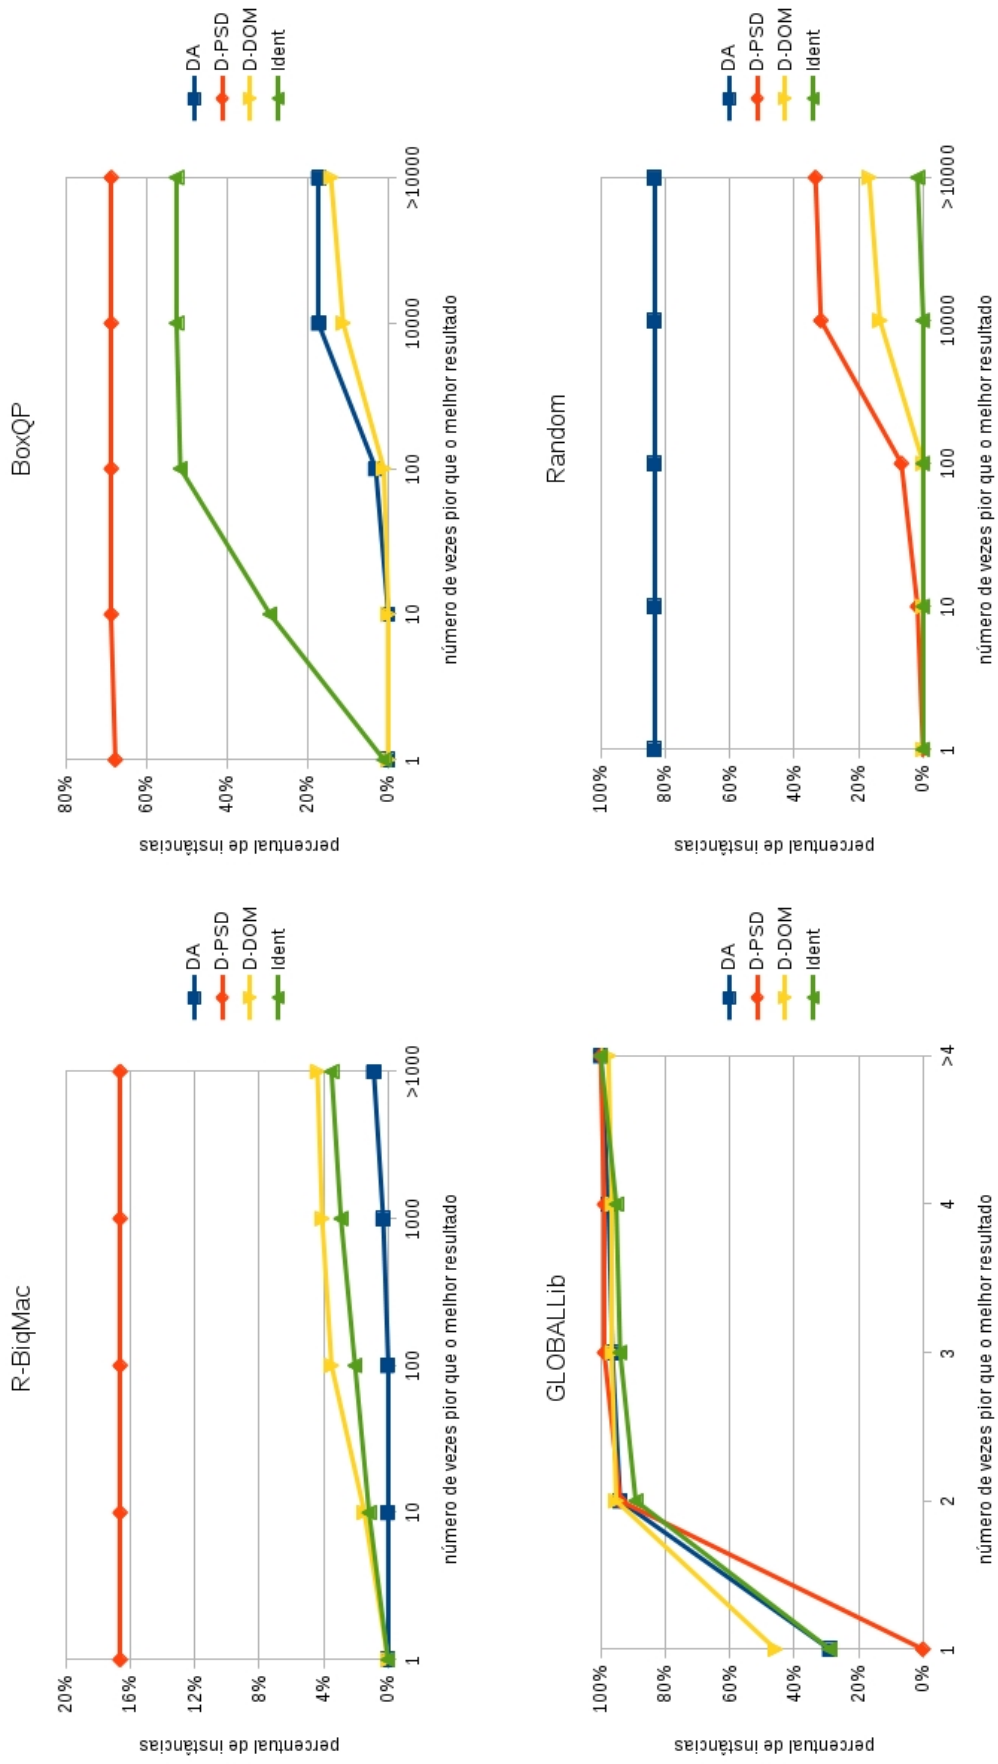 R-BiqMac
percentual de instâncias
20%
16%
12%
8%
4%
0%
1
10
100
1000
>1000
número de vezes pior que o melhor resultado
DA
D-PSD
D-DOM
Ident
BoxQP
percentual de instâncias
80%
60%
40%
20%
0%
1
10
100
10000
>10000
número de vezes pior que o melhor resultado
DA
D-PSD
D-DOM
Ident
GLOBALLib
percentual de instâncias
100%
80%
60%
40%
20%
0%
1
2
3
4
>4
número de vezes pior que o melhor resultado
DA
D-PSD
D-DOM
Ident
Random
percentual de instâncias
100%
80%
60%
40%
20%
0%
1
10
100
10000
>10000
número de vezes pior que o melhor resultado
DA
D-PSD
D-DOM
Ident